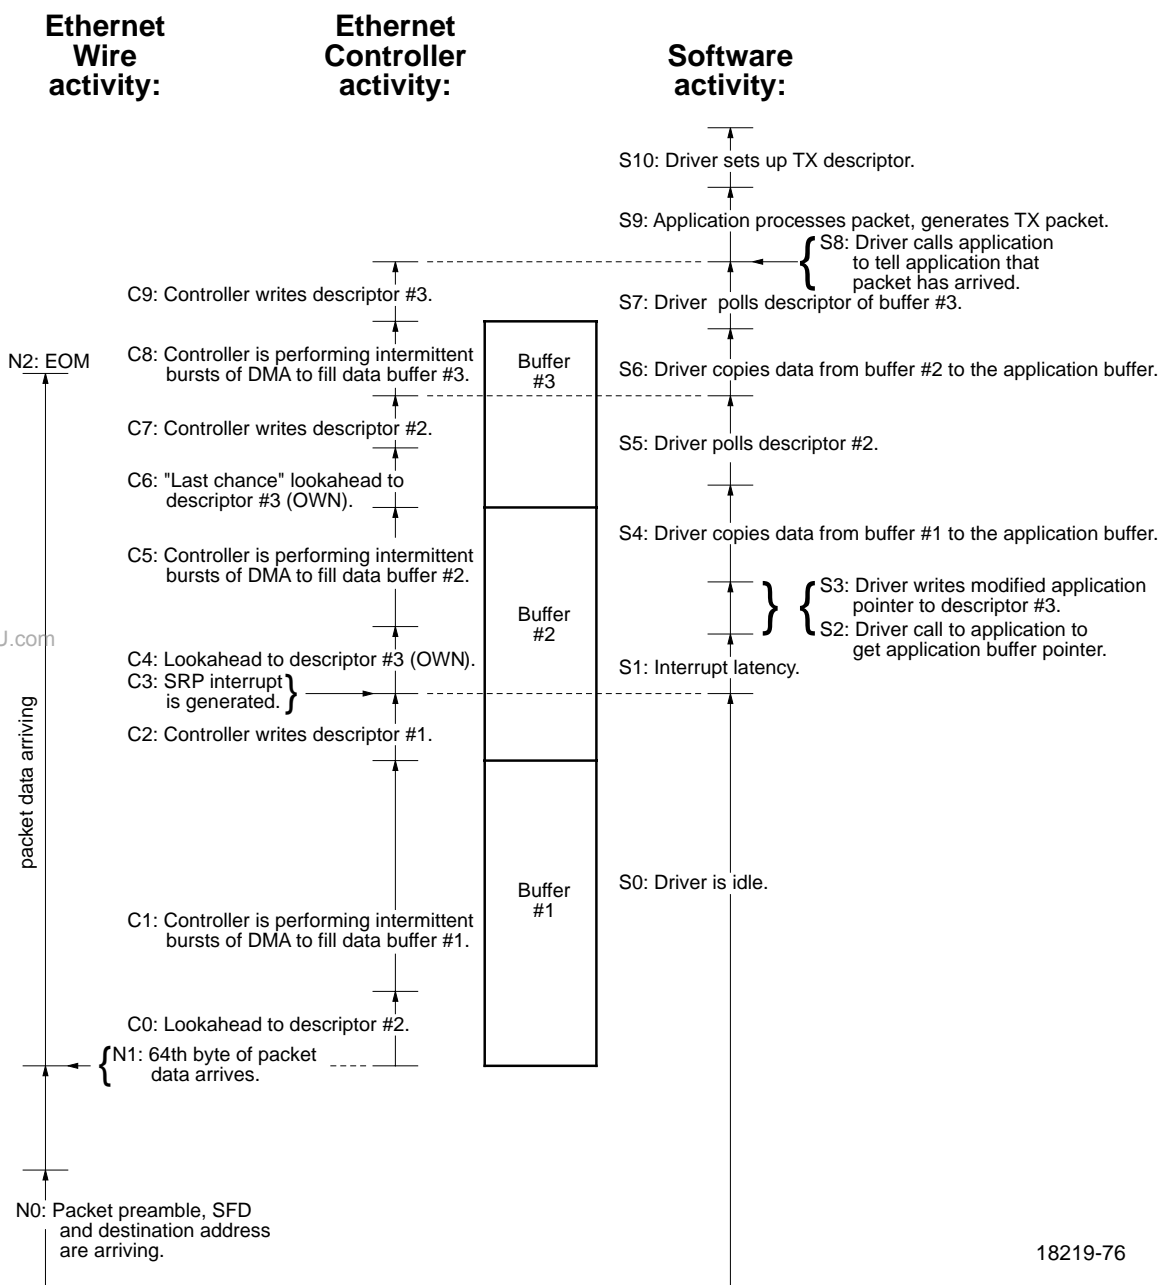 Ethernet
Wire
activity:
Ethernet
Controller
activity:
Software
activity:
S10: Driver sets up TX descriptor.
S9: Application processes packet, generates TX packet.
S8: Driver calls application
to tell application that
packet has arrived.
C9: Controller writes descriptor #3.
S7: Driver polls descriptor of buffer #3.
N2: EOM
C8: Controller is performing intermittent
bursts of DMA to fill data buffer #3.
Buffer
#3
S6: Driver copies data from buffer #2 to the application buffer.
C7: Controller writes descriptor #2.
S5: Driver polls descriptor #2.
C6: "Last chance" lookahead to
descriptor #3 (OWN).
S4: Driver copies data from buffer #1 to the application buffer.
C5: Controller is performing intermittent
bursts of DMA to fill data buffer #2.
S3: Driver writes modified application
pointer to descriptor #3.
Buffer
#2
S2: Driver call to application to
get application buffer pointer.
U.com
C4: Lookahead to descriptor #3 (OWN).
S1: Interrupt latency.
C3: SRP interrupt
is generated.
C2: Controller writes descriptor #1.
packet data arriving
S0: Driver is idle.
Buffer
#1
C1: Controller is performing intermittent
bursts of DMA to fill data buffer #1.
C0: Lookahead to descriptor #2.
N1: 64th byte of packet
data arrives.
N0: Packet preamble, SFD
and destination address
are arriving.
18219-76